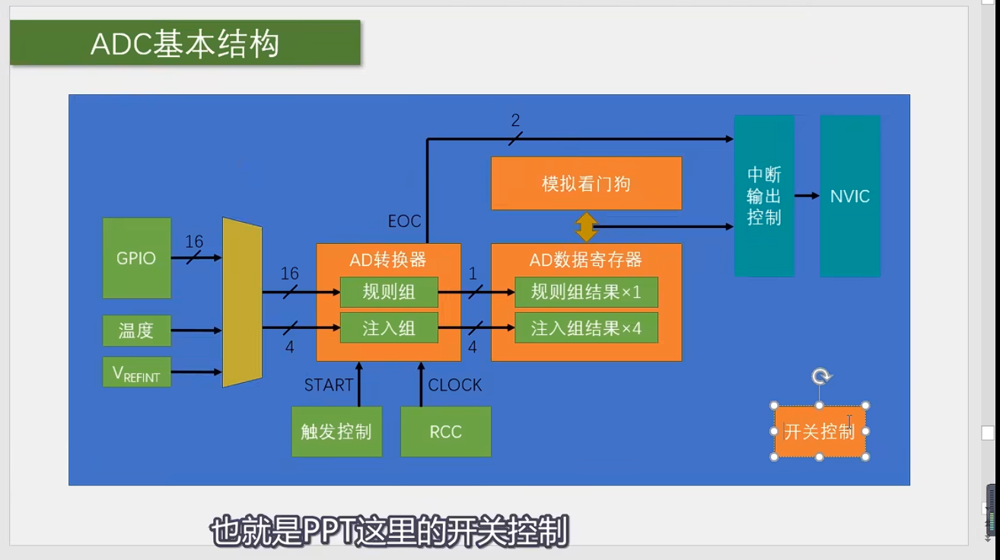 ADC基本结构
2
模拟看门狗
中断
输出
控制
NVIC
EOC
GPIO
16
AD转换器
AD数据寄存器
16
规则组
1
规则组结果×1
温度
4
注入组
4
注入组结果×4
VREFINT
START
CLOCK
触发控制
RCC
开关控制
也就是PPT这里的开关控制